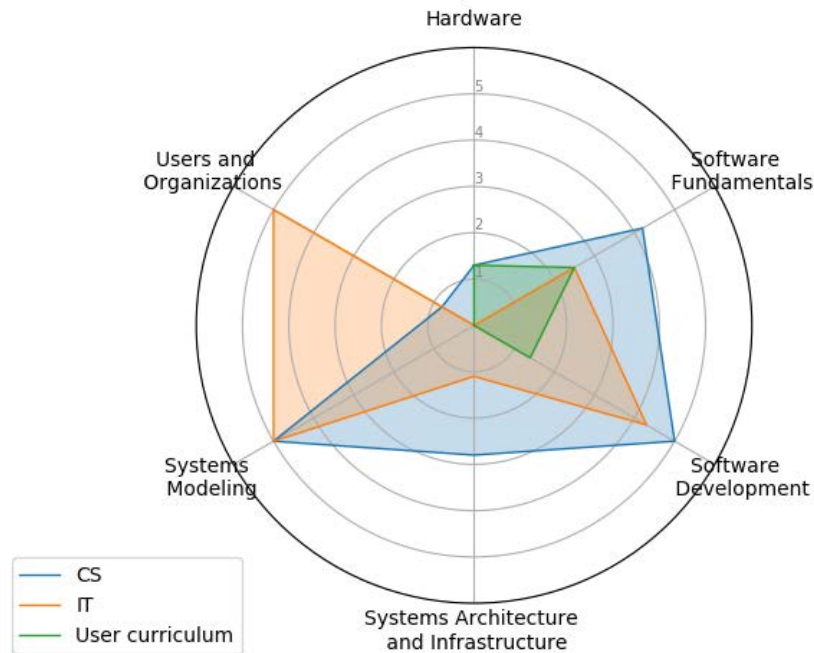 Hardware
5
4
3
2
1
Users and
Organizations
Software
Fundamentals
Systems
Modeling
Software
Development
Systems Architecture
and Infrastructure
CS
IT
User curriculum